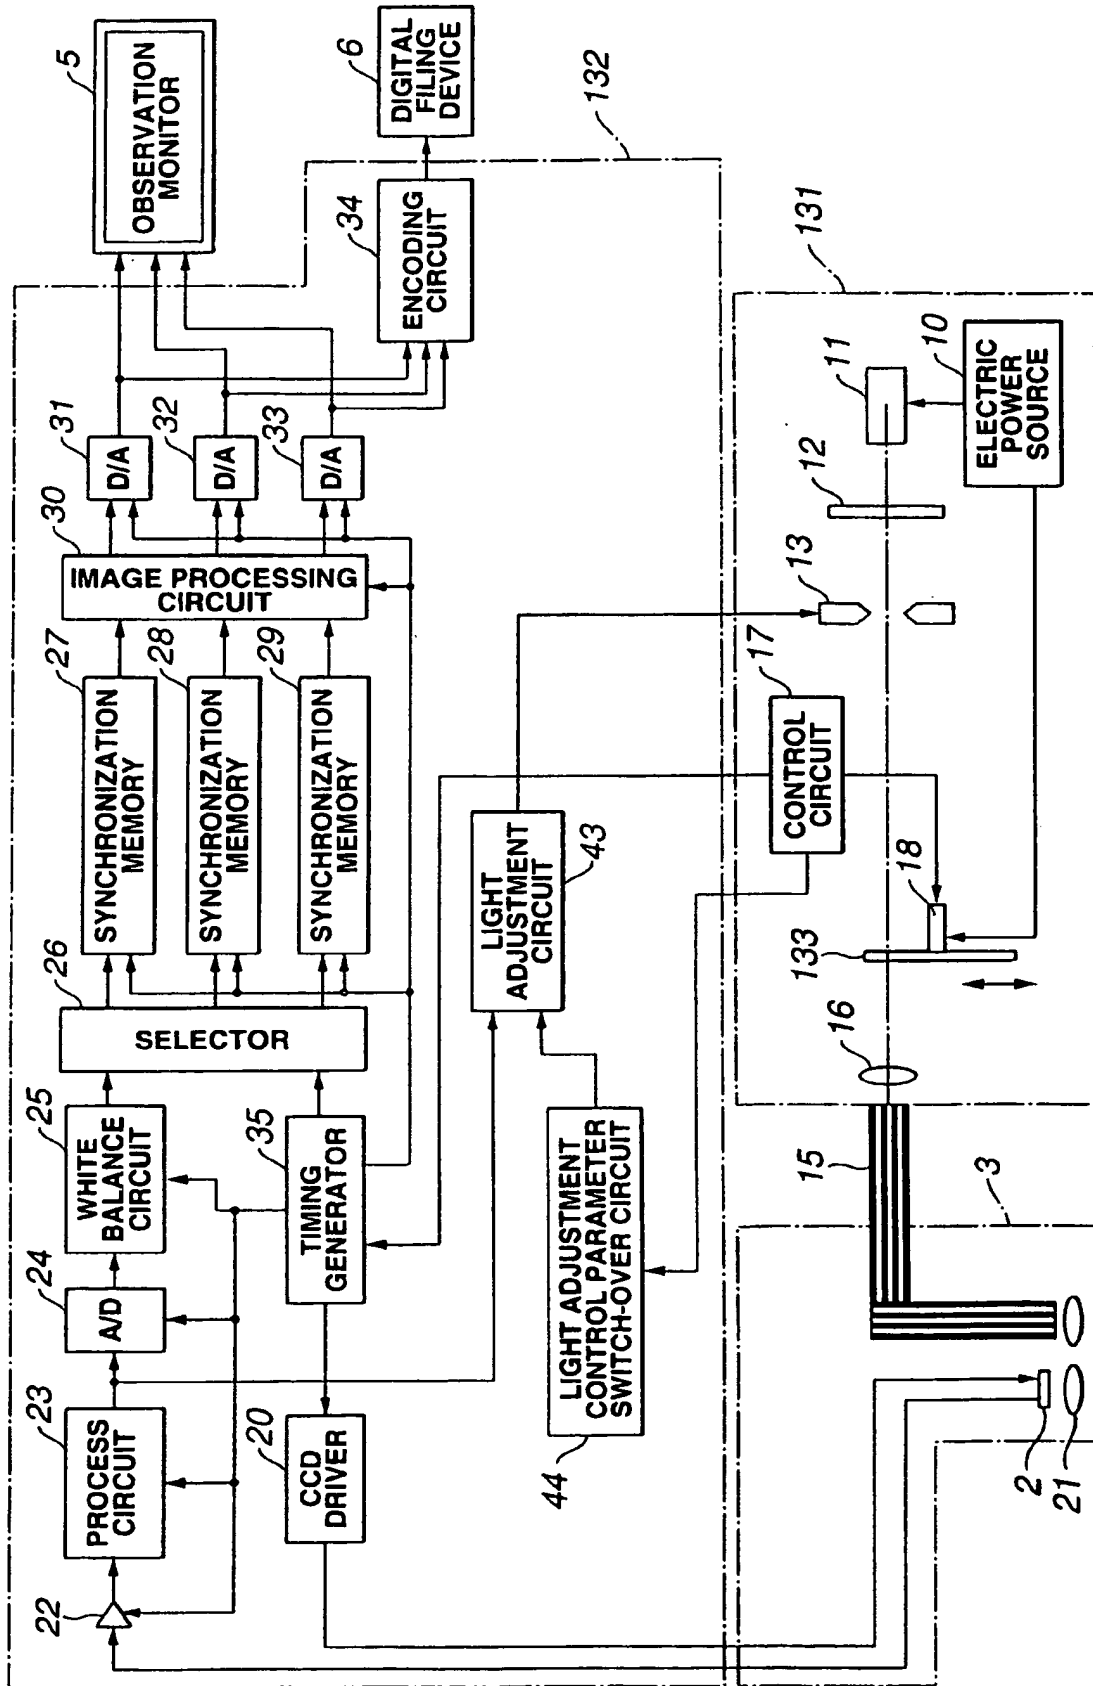 5
OBSERVATION
MONITOR
6
DIGITAL
FILING
DEVICE
132
34
ENCODING
CIRCUIT
31
D/A
32
D/A
33
D/A
30
IMAGE PROCESSING
CIRCUIT
27
SYNCHRONIZATION
MEMORY
28
SYNCHRONIZATION
MEMORY
29
SYNCHRONIZATION
MEMORY
26
SELECTOR
25
WHITE
BALANCE
CIRCUIT
24
A/D
23
PROCESS
CIRCUIT
22
35
TIMING
GENERATOR
20
CCD
DRIVER
LIGHT
ADJUSTMENT
CIRCUIT
43
LIGHT ADJUSTMENT
CONTROL PARAMETER
SWITCH-OVER CIRCUIT
44
131
11
10
ELECTRIC
POWER
SOURCE
12
13
17
CONTROL
CIRCUIT
18
133
16
15
3
2
21